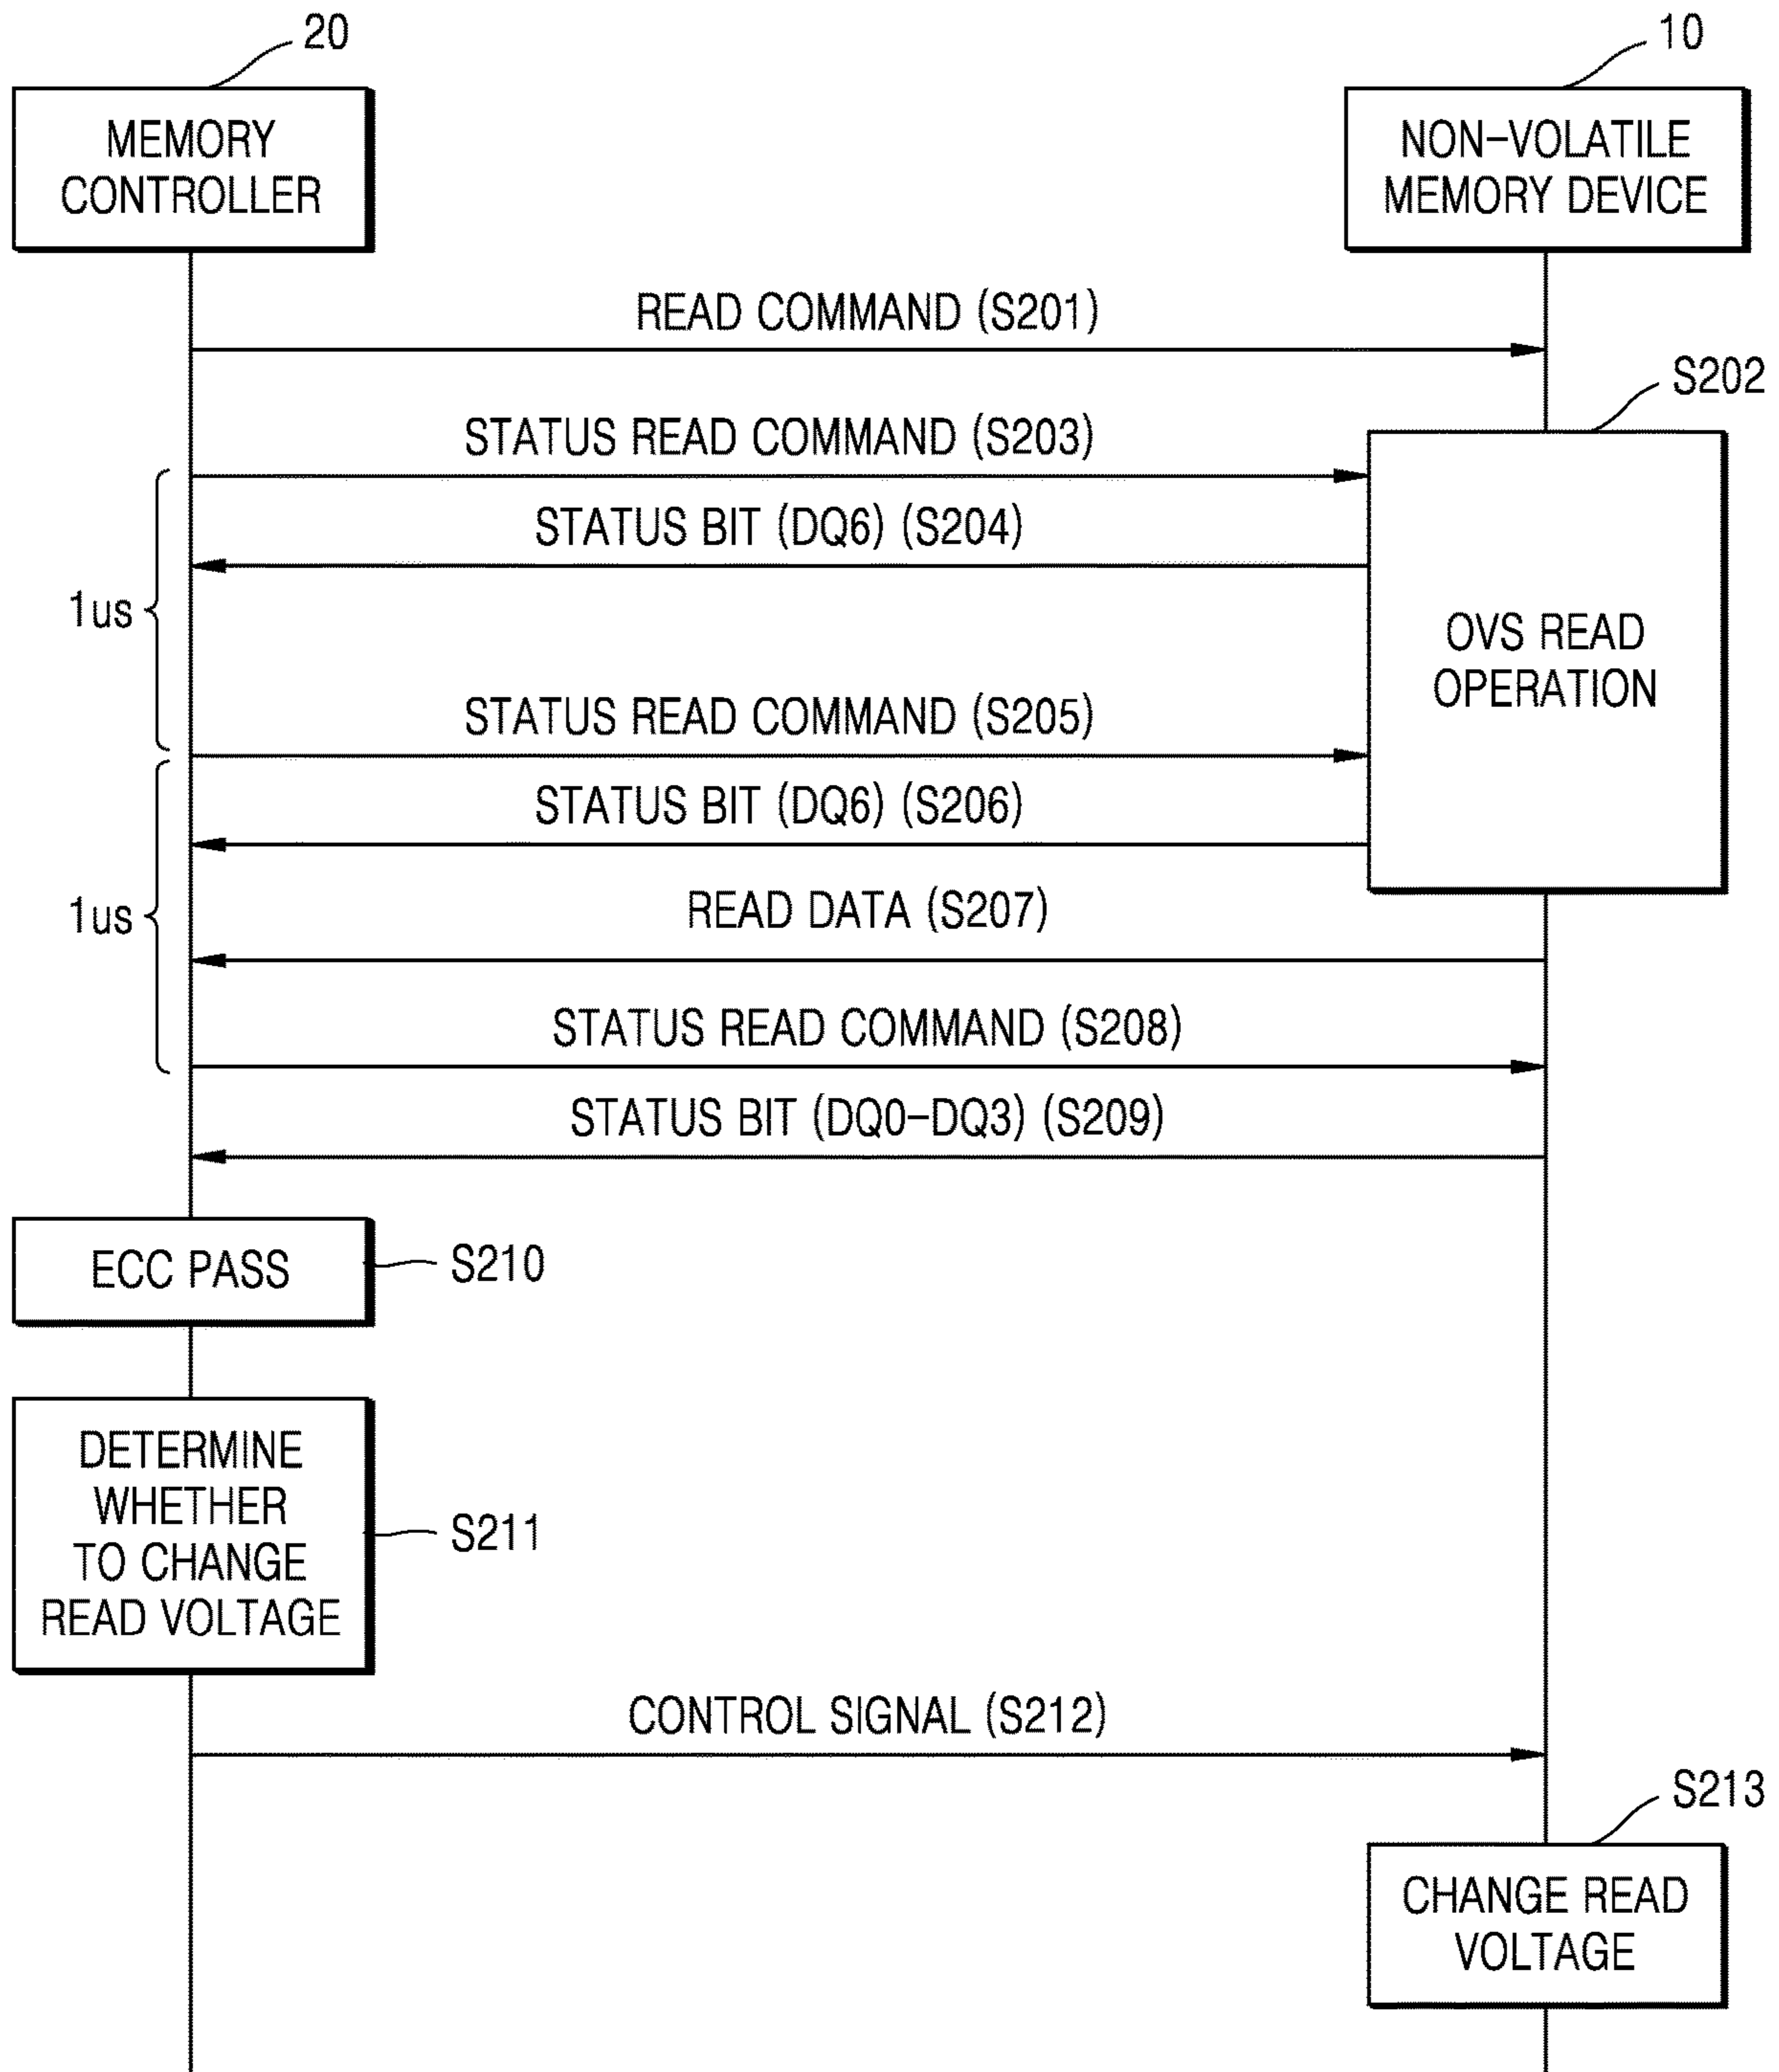 20
10
MEMORY
CONTROLLER
NON-VOLATILE
MEMORY DEVICE
READ COMMAND (S201)
S202
STATUS READ COMMAND (S203)
STATUS BIT (DQ6) (S204)
1us
OVS READ
OPERATION
STATUS READ COMMAND (S205)
STATUS BIT (DQ6) (S206)
1us
READ DATA (S207)
STATUS READ COMMAND (S208)
STATUS BIT (DQ0-DQ3) (S209)
ECC PASS
S210
DETERMINE
WHETHER
TO CHANGE
READ VOLTAGE
S211
CONTROL SIGNAL (S212)
S213
CHANGE READ
VOLTAGE